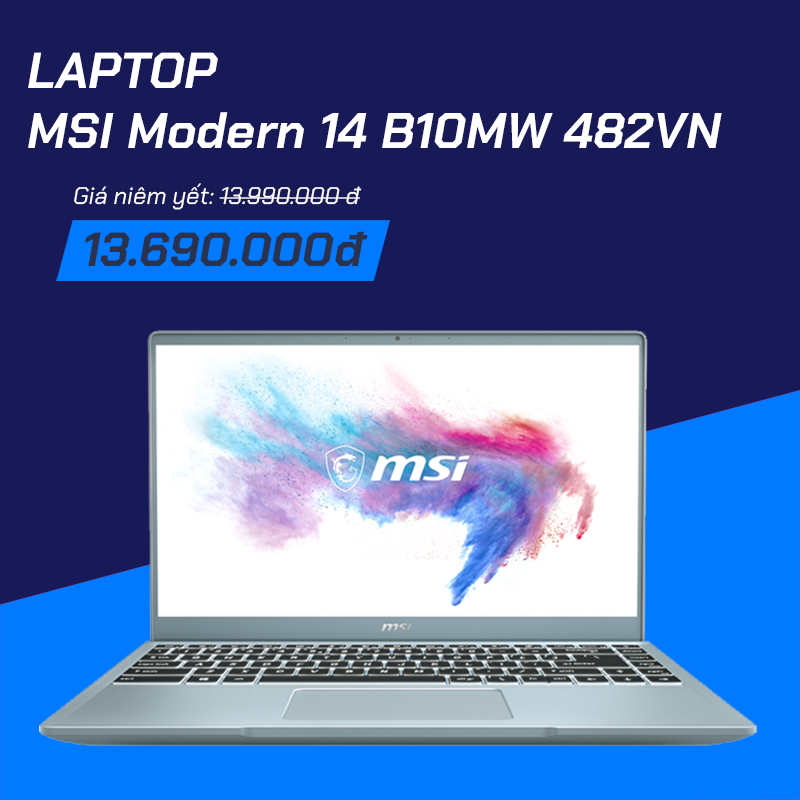 LAPTOP
MSI Modern 14 B10MW 482VN
Giá niêm yết: 13.990.000 đ
13.690.000đ
msi
msi